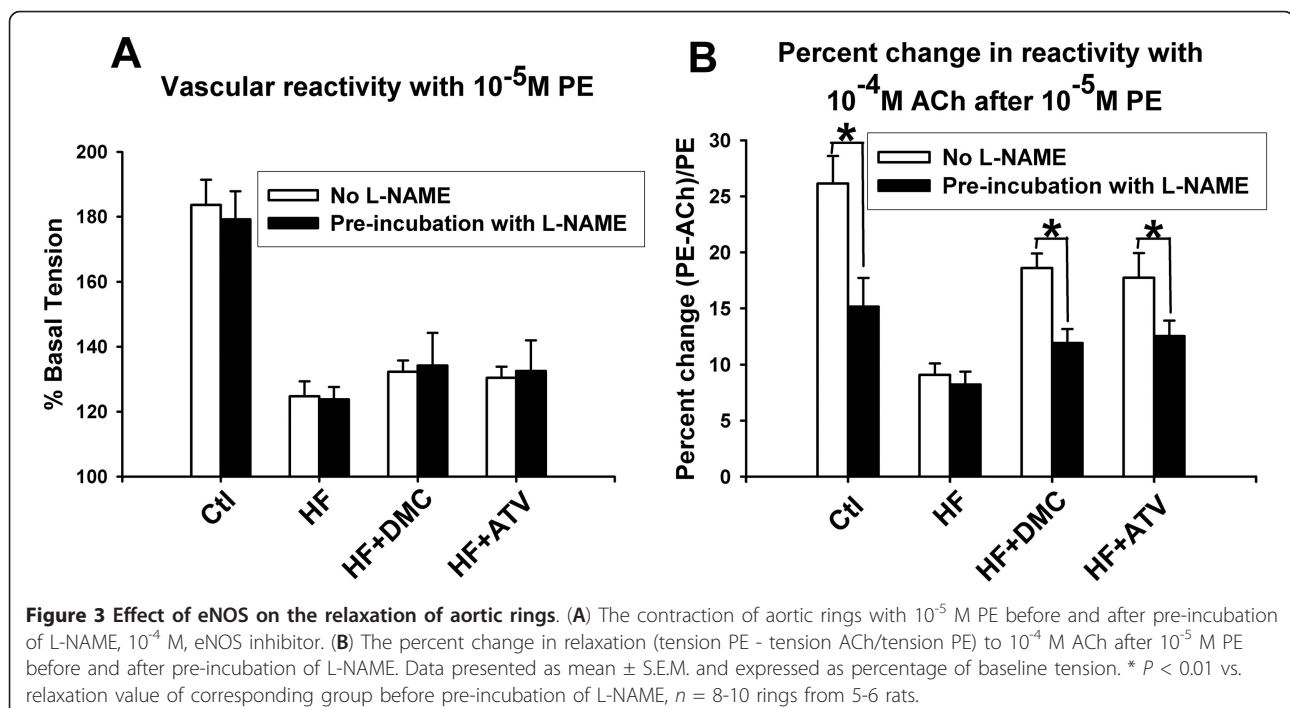 A
Vascular reactivity with 10⁻⁵M PE
% Basal Tension
200
180
160
140
120
100
No L-NAME
Pre-incubation with L-NAME
Ctl
HF
HF+DMC
HF+ATV
B
Percent change in reactivity with
10⁻⁴M ACh after 10⁻⁵M PE
Percent change (PE-ACh)/PE
30
25
20
15
10
5
0
No L-NAME
Pre-incubation with L-NAME
*
*
*
Ctl
HF
HF+DMC
HF+ATV
Figure 3 Effect of eNOS on the relaxation of aortic rings. (A) The contraction of aortic rings with 10⁻⁵ M PE before and after pre-incubation
of L-NAME, 10⁻⁴ M, eNOS inhibitor. (B) The percent change in relaxation (tension PE - tension ACh/tension PE) to 10⁻⁴ M ACh after 10⁻⁵ M PE
before and after pre-incubation of L-NAME. Data presented as mean ± S.E.M. and expressed as percentage of baseline tension. * P < 0.01 vs.
relaxation value of corresponding group before pre-incubation of L-NAME, n = 8-10 rings from 5-6 rats.